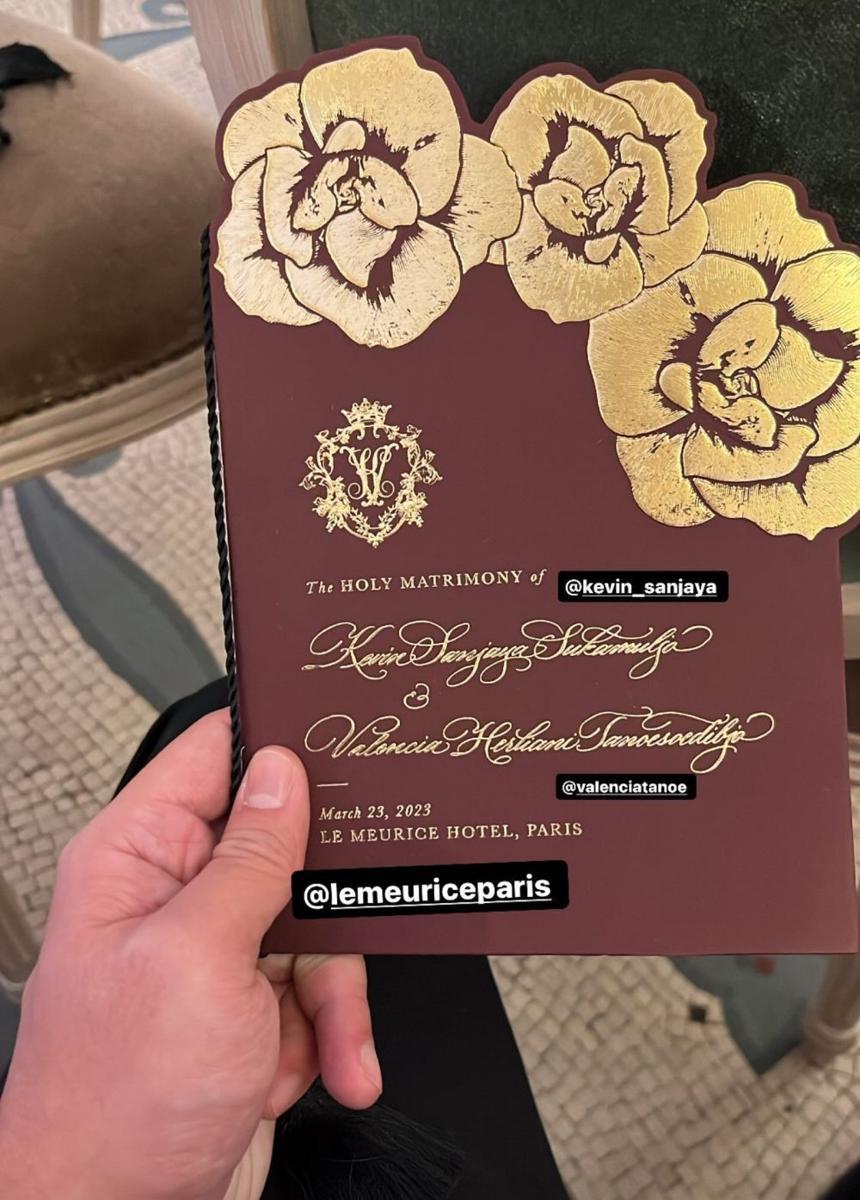 The HOLY MATRIMONY of @kevin_sanjaya
Kevin Sanjaya Sukamuljo
&
Valencia Herliani Tanoesoedibjo
@valenciatanoe
March 23, 2023
LE MEURICE HOTEL, PARIS
@lemeuriceparis